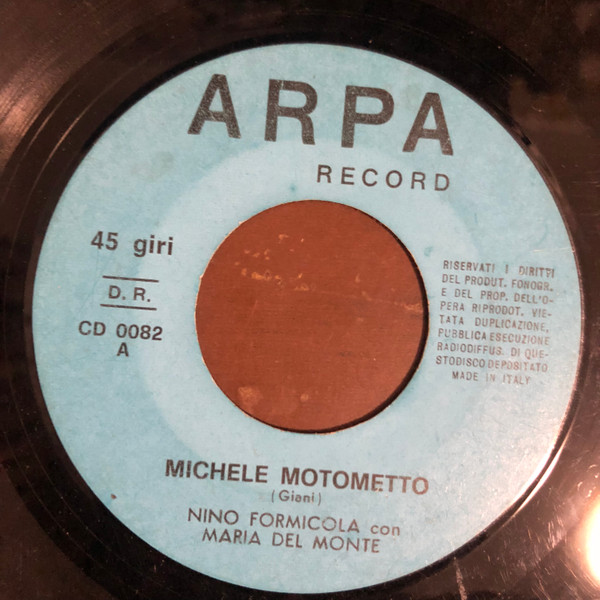 ARPA
RECORD
45 giri
D. R.
CD 0082
A
RISERVATI I DIRITTI
DEL PRODUT. FONOGR.
E DEL PROP. DELL'O-
PERA RIPRODOT. VIE-
TATA DUPLICAZIONE,
PUBBLICA ESECUZIONE
RADIODIFFUS. DI QUE-
STO DISCO DEPOSITATO
MADE IN ITALY
MICHELE MOTOMETTO
(Giani)
NINO FORMICOLA con
MARIA DEL MONTE